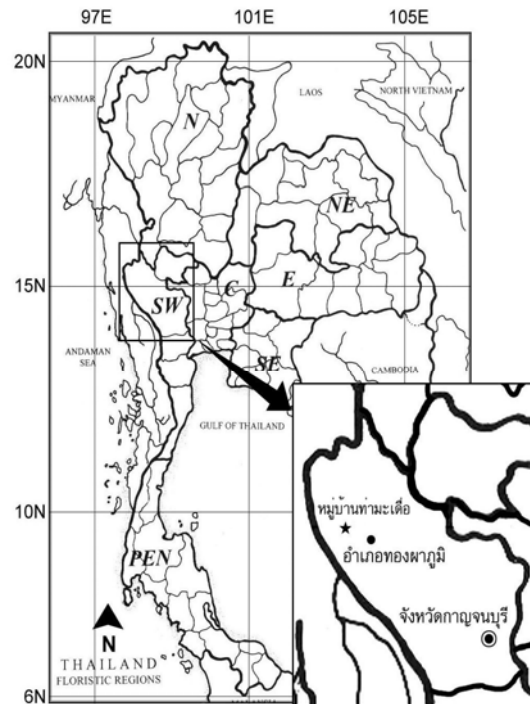 97E 101E 105E
20N
MYANMAR
LAOS
NORTH VIETNAM
N
NE
15N
C
E
SW
ANDAMAN
SEA
SE
CAMBODIA
GULF OF THAILAND
10N
หมู่บ้านท่ามะเดื่อ
อำเภอทองผาภูมิ
PEN
จังหวัดกาญจนบุรี
N
THAILAND
FLORISTIC REGIONS
6N